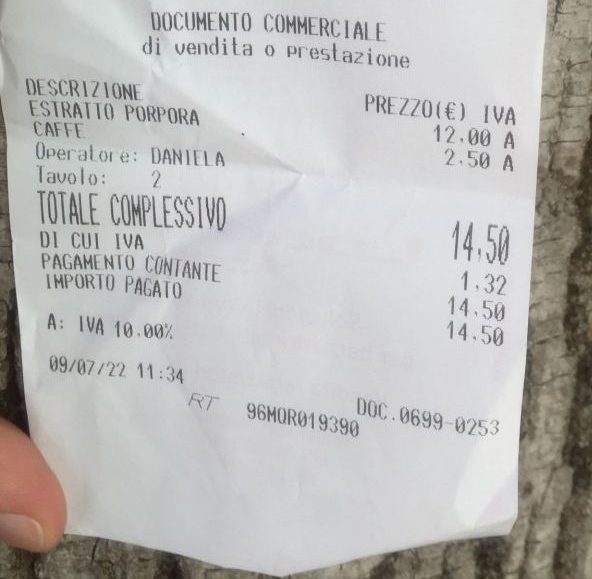 DOCUMENTO COMMERCIALE
di vendita o prestazione
DESCRIZIONE PREZZO(€) IVA
ESTRATTO PORPORA 12.00 A
CAFFE 2.50 A
Operatore: DANIELA
Tavolo: 2
TOTALE COMPLESSIVO 14,50
DI CUI IVA 1,32
PAGAMENTO CONTANTE 14.50
IMPORTO PAGATO 14.50
A: IVA 10.00%
09/07/22 11:34 DOC.0699-0253
RT 96MQR019390